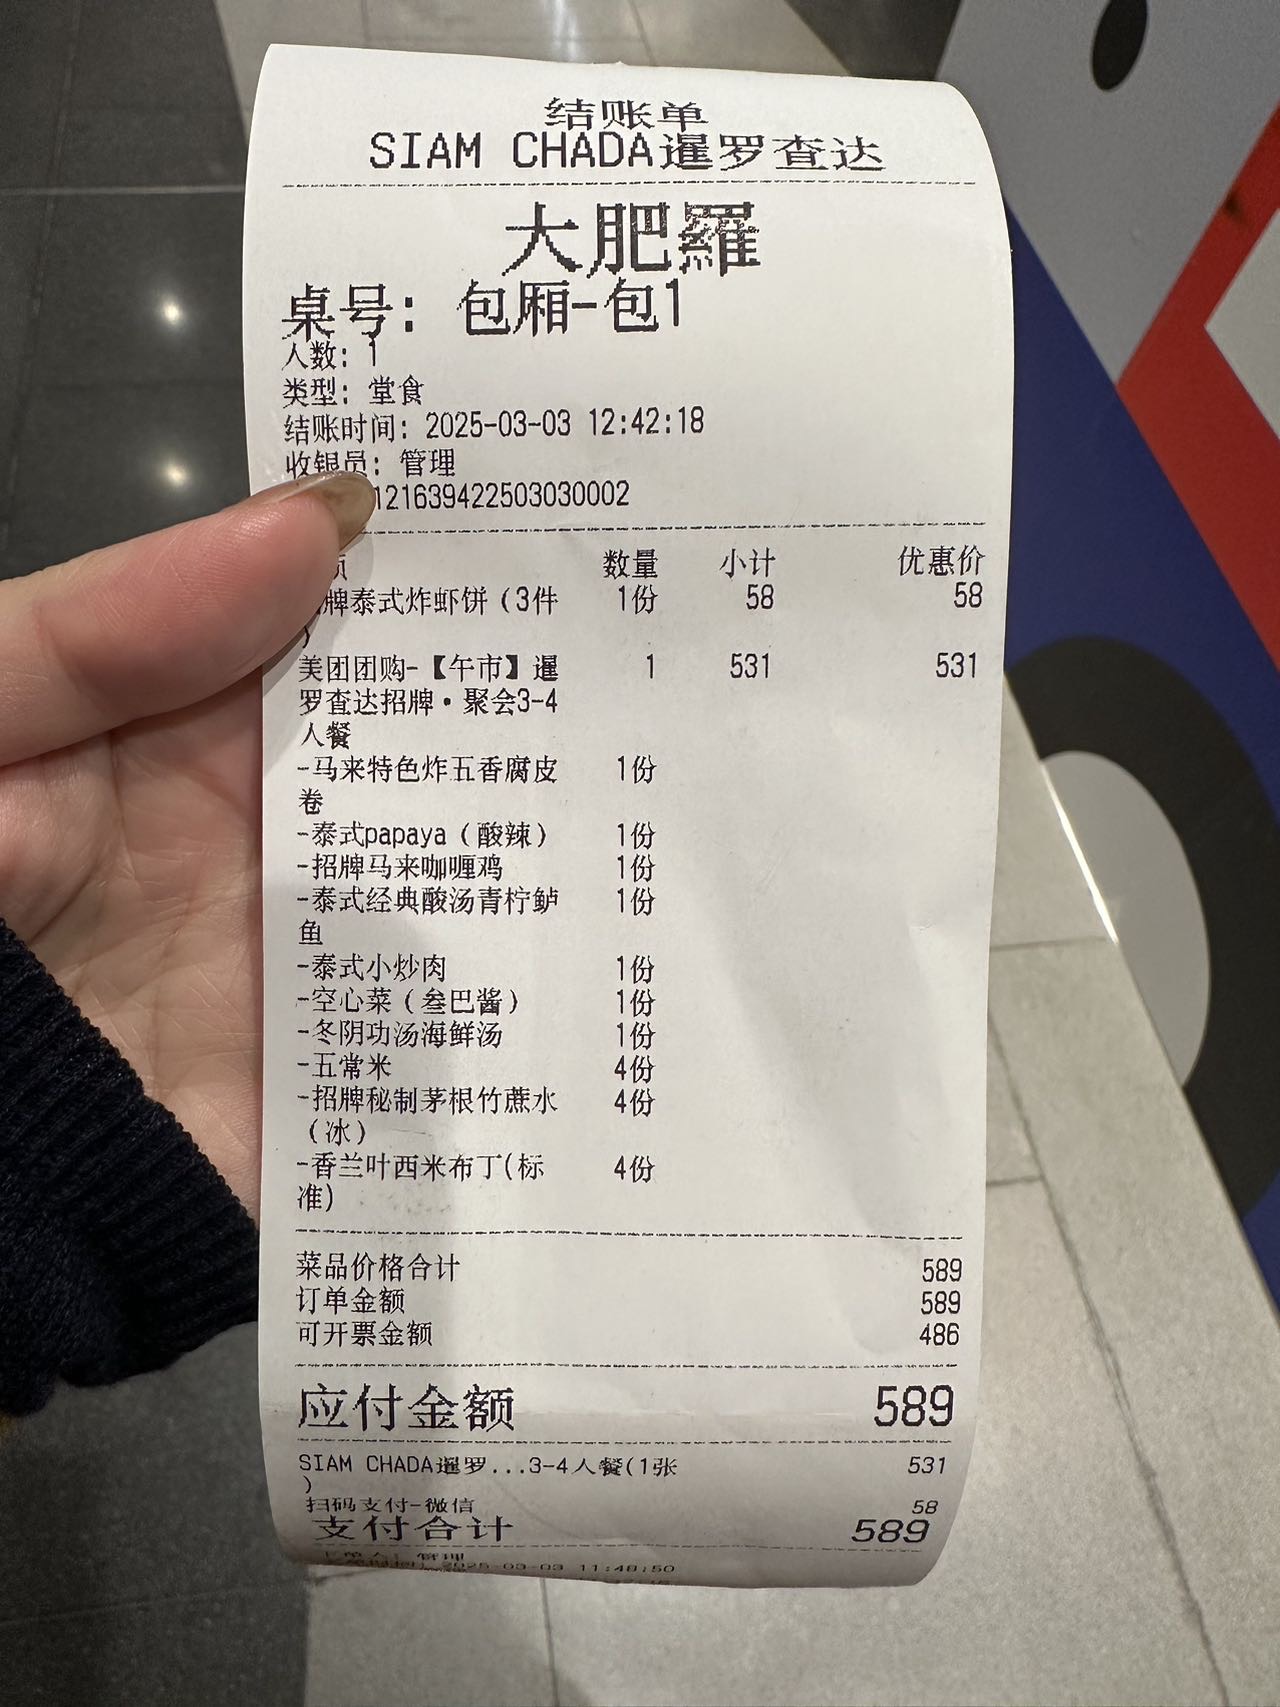 结账单
SIAM CHADA暹罗查达
大肥羅
桌号: 包厢-包1
人数: 1
类型: 堂食
结账时间: 2025-03-03 12:42:18
收银员: 管理
121639422503030002
数量 小计 优惠价
牌泰式炸虾饼（3件 1份 58 58
）
美团团购-【午市】暹 1 531 531
罗查达招牌•聚会3-4
人餐
-马来特色炸五香腐皮 1份
卷
-泰式papaya（酸辣） 1份
-招牌马来咖喱鸡 1份
-泰式经典酸汤青柠鲈 1份
鱼
-泰式小炒肉 1份
-空心菜（叁巴酱） 1份
-冬阴功汤海鲜汤 1份
-五常米 4份
-招牌秘制茅根竹蔗水 4份
（冰）
-香兰叶西米布丁(标 4份
准)
菜品价格合计 589
订单金额 589
可开票金额 486
应付金额 589
SIAM CHADA暹罗...3-4人餐(1张 531
)
扫码支付-微信 58
支付合计 589
下单人: 管理
2025-03-03 11:48:50